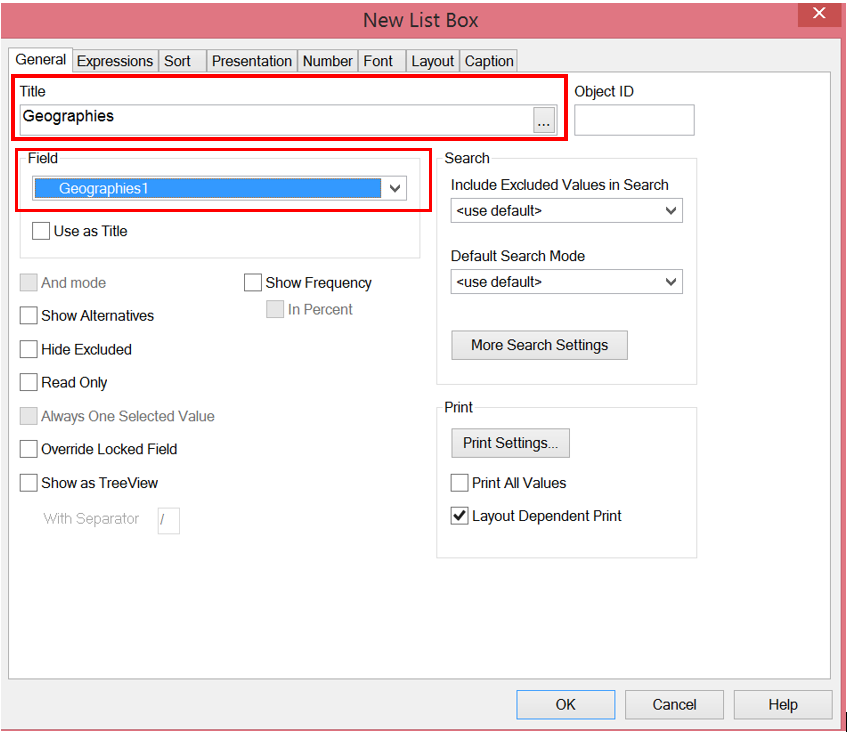 New List Box
General Expressions Sort Presentation Number Font Layout Caption
Title
Geographies
...
Object ID
Field
Geographies1
Use as Title
And mode
Show Frequency
In Percent
Show Alternatives
Hide Excluded
Read Only
Always One Selected Value
Override Locked Field
Show as TreeView
With Separator /
Search
Include Excluded Values in Search
<use default>
Default Search Mode
<use default>
More Search Settings
Print
Print Settings...
Print All Values
Layout Dependent Print
OK Cancel Help